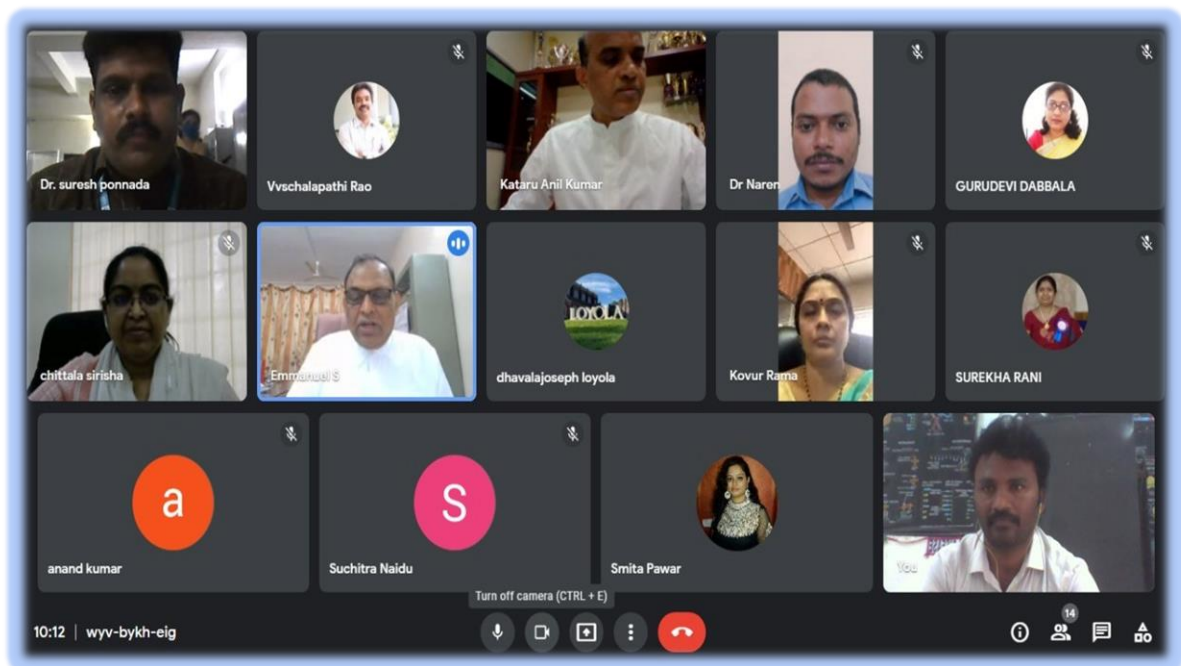 Dr. suresh ponnada
Vvschalapathi Rao
Kataru Anil Kumar
Dr Naren
GURUDEVI DABBALA
chittala sirisha
Emmanuel S
LOYOLA
dhavalajoseph loyola
Kovur Rama
SUREKHA RANI
a
anand kumar
S
Suchitra Naidu
Smita Pawar
You
Turn off camera (CTRL + E)
10:12 | wyv-bykh-eig
14